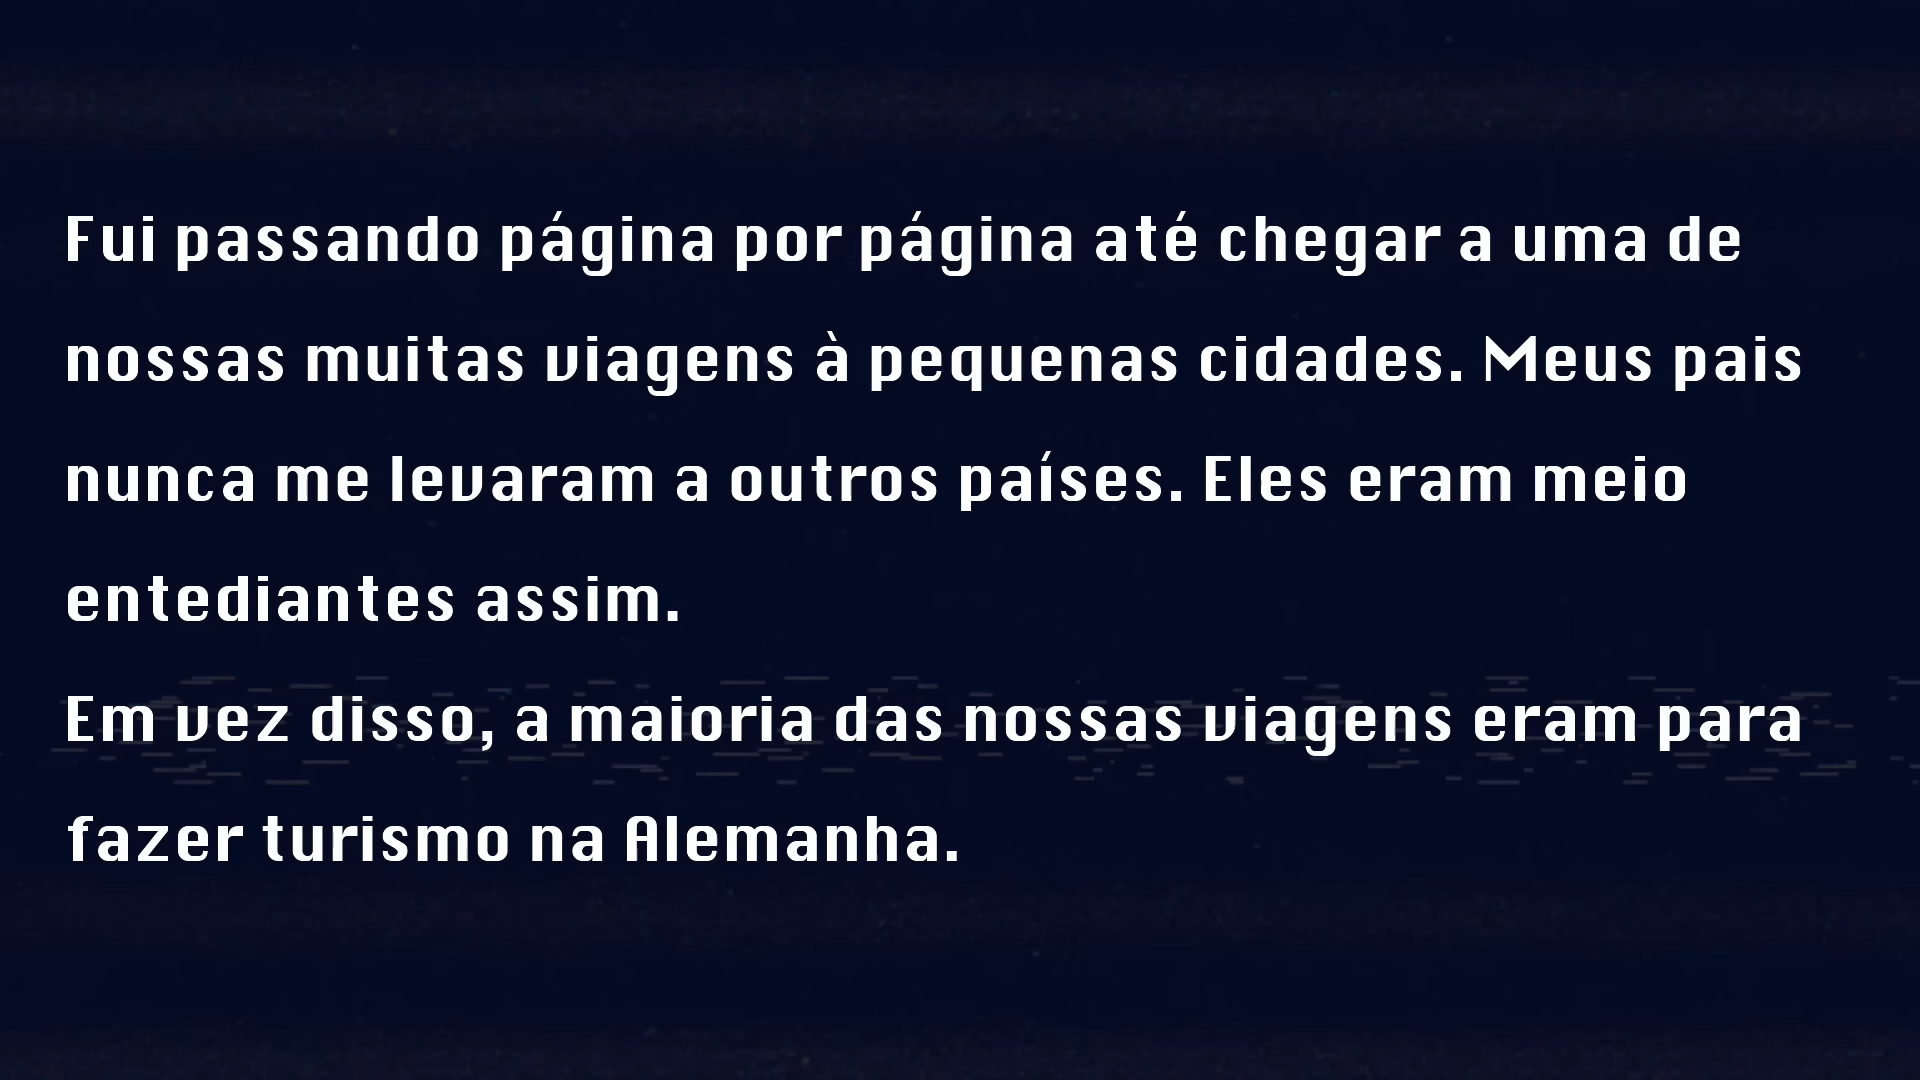 Fui passando página por página até chegar a uma de
nossas muitas viagens à pequenas cidades. Meus pais
nunca me levaram a outros países. Eles eram meio
entediantes assim.
Em vez disso, a maioria das nossas viagens eram para
fazer turismo na Alemanha.